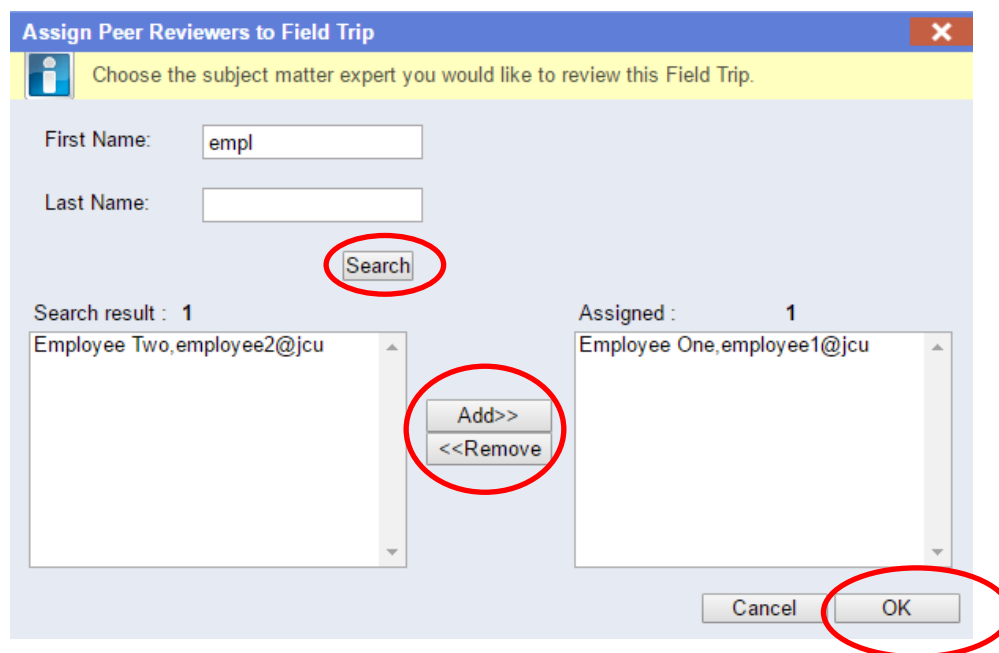 Assign Peer Reviewers to Field Trip
Choose the subject matter expert you would like to review this Field Trip.
First Name: empl
Last Name:
Search
Search result : 1
Assigned : 1
Employee Two,employee2@jcu
Employee One,employee1@jcu
Add>>
<<Remove
Cancel
OK